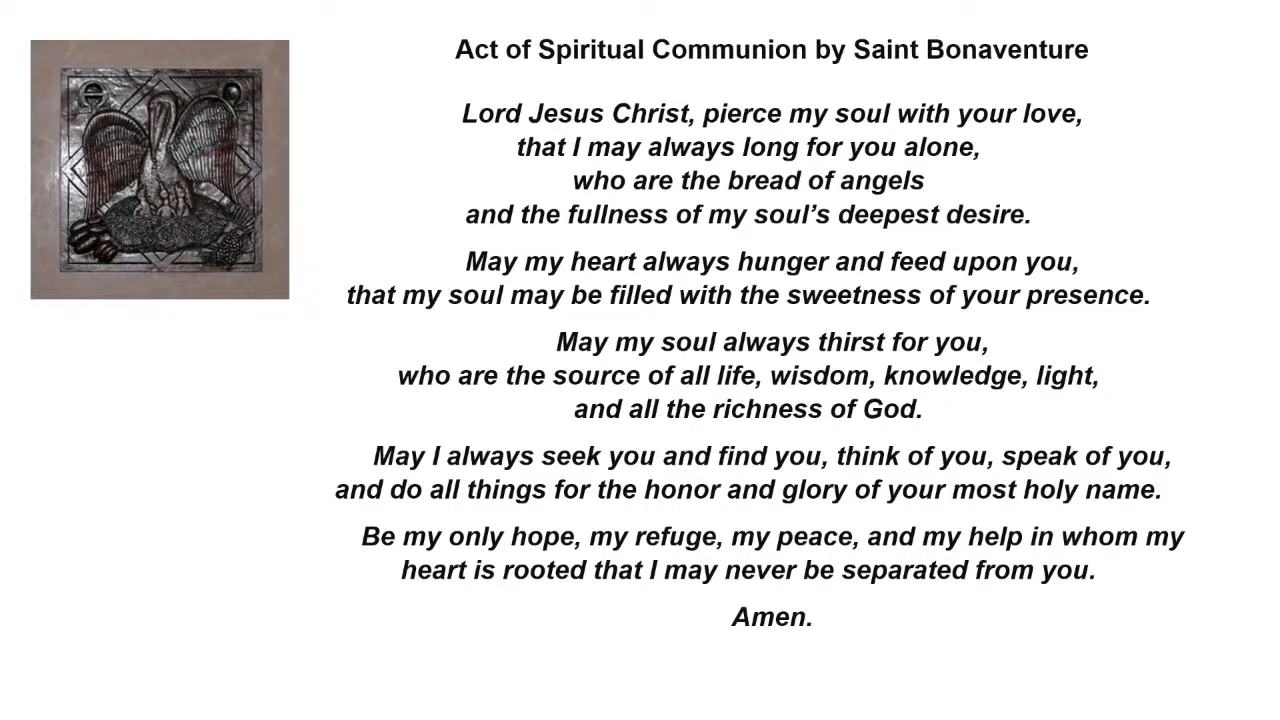 Act of Spiritual Communion by Saint Bonaventure
Lord Jesus Christ, pierce my soul with your love,
that I may always long for you alone,
who are the bread of angels
and the fullness of my soul’s deepest desire.
May my heart always hunger and feed upon you,
that my soul may be filled with the sweetness of your presence.
May my soul always thirst for you,
who are the source of all life, wisdom, knowledge, light,
and all the richness of God.
May I always seek you and find you, think of you, speak of you,
and do all things for the honor and glory of your most holy name.
Be my only hope, my refuge, my peace, and my help in whom my
heart is rooted that I may never be separated from you.
Amen.